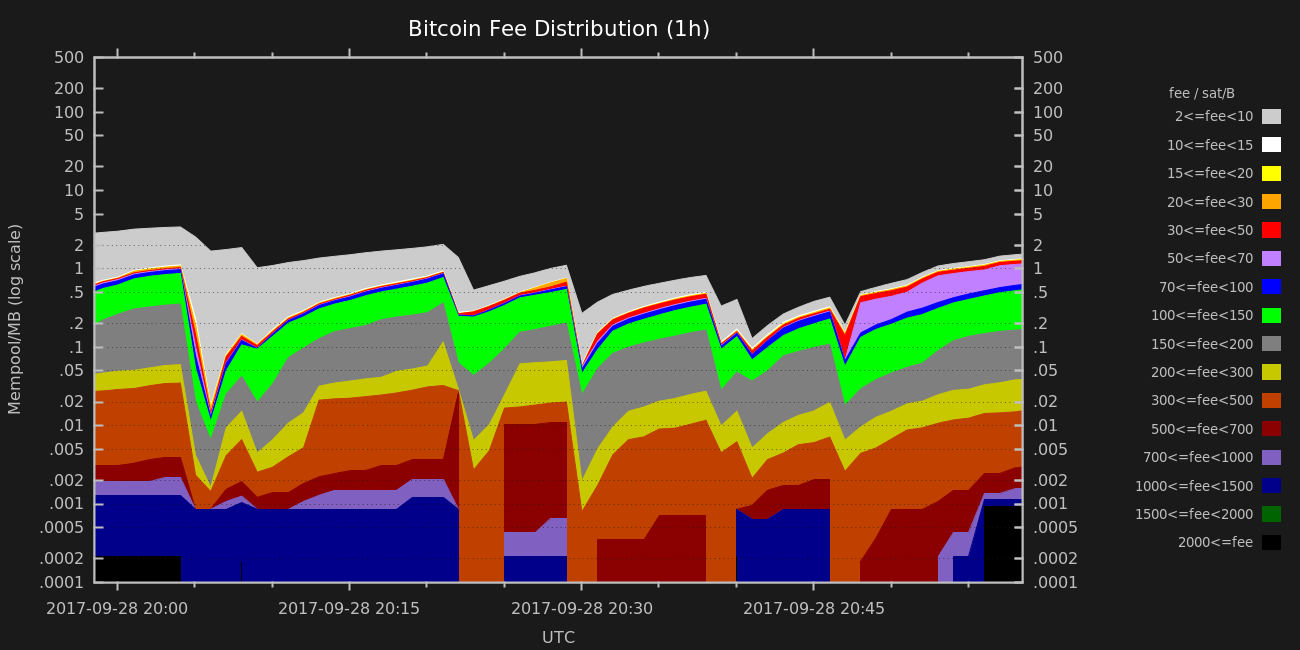 Bitcoin Fee Distribution (1h)
Mempool/MB (log scale)
500
200
100
50
20
10
5
2
1
.5
.2
.1
.05
.02
.01
.005
.002
.001
.0005
.0002
.0001
500
200
100
50
20
10
5
2
1
.5
.2
.1
.05
.02
.01
.005
.002
.001
.0005
.0002
.0001
2017-09-28 20:00
2017-09-28 20:15
2017-09-28 20:30
2017-09-28 20:45
UTC
fee / sat/B
2<=fee<10
10<=fee<15
15<=fee<20
20<=fee<30
30<=fee<50
50<=fee<70
70<=fee<100
100<=fee<150
150<=fee<200
200<=fee<300
300<=fee<500
500<=fee<700
700<=fee<1000
1000<=fee<1500
1500<=fee<2000
2000<=fee